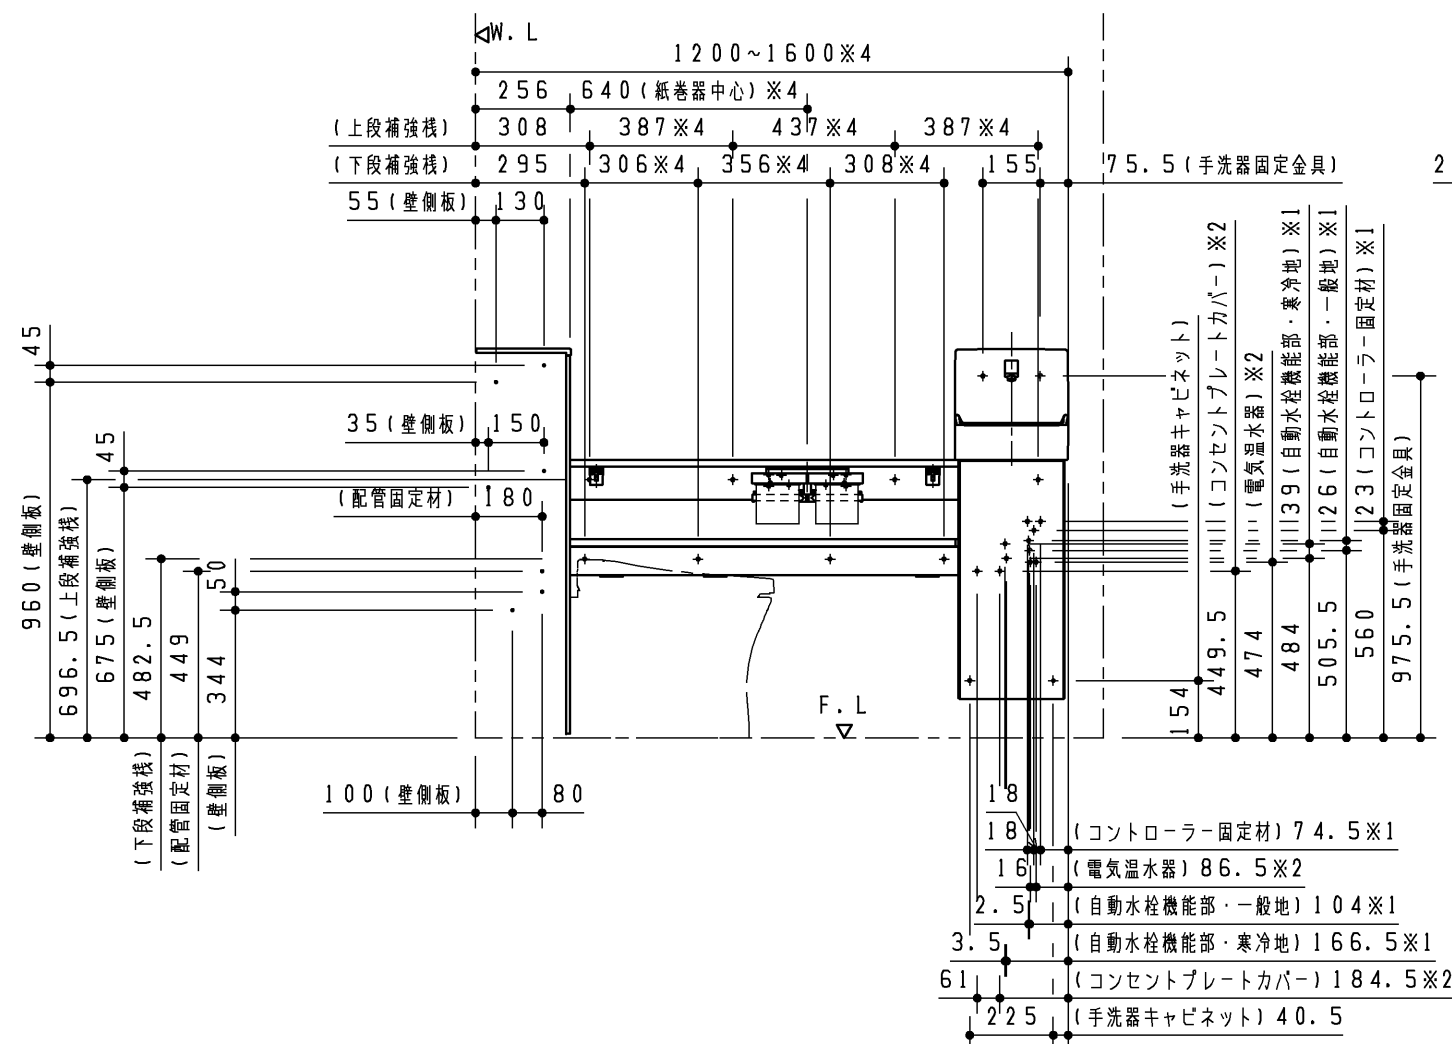 W.L
1200~1600※4
256 640(紙巻器中心)※4
(上段補強桟) 308 387※4 437※4 387※4
(下段補強桟) 295 306※4 356※4 308※4 155 75.5(手洗器固定金具) 2
55(壁側板) 130
45
960(壁側板)
696.5(上段補強桟)
45
675(壁側板)
482.5
(下段補強桟)
449
(配管固定材)
50
344
(壁側板)
35(壁側板) 150
(配管固定材) 180
100(壁側板) 80
F.L
154
(手洗器キャビネット)
449.5
(コンセントプレートカバー)※2
474
(電気温水器)※2
484
39(自動水栓機能部・寒冷地)※1
505.5
26(自動水栓機能部・一般地)※1
560
23(コントローラー固定材)※1
975.5(手洗器固定金具)
18
18 (コントローラー固定材)74.5※1
16 (電気温水器)86.5※2
2.5 (自動水栓機能部・一般地)104※1
3.5 (自動水栓機能部・寒冷地)166.5※1
61 (コンセントプレートカバー)184.5※2
225 (手洗器キャビネット)40.5